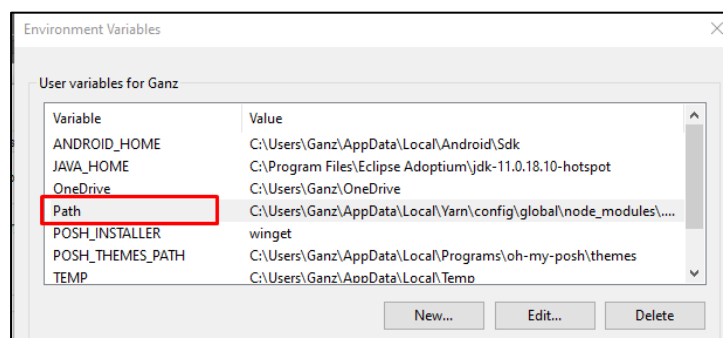 Environment Variables
User variables for Ganz
Variable Value
ANDROID_HOME C:\Users\Ganz\AppData\Local\Android\Sdk
JAVA_HOME C:\Program Files\Eclipse Adoptium\jdk-11.0.18.10-hotspot
OneDrive C:\Users\Ganz\OneDrive
Path C:\Users\Ganz\AppData\Local\Yarn\config\global\node_modules\....
POSH_INSTALLER winget
POSH_THEMES_PATH C:\Users\Ganz\AppData\Local\Programs\oh-my-posh\themes
TEMP C:\Users\Ganz\AppData\Local\Temp
New... Edit... Delete